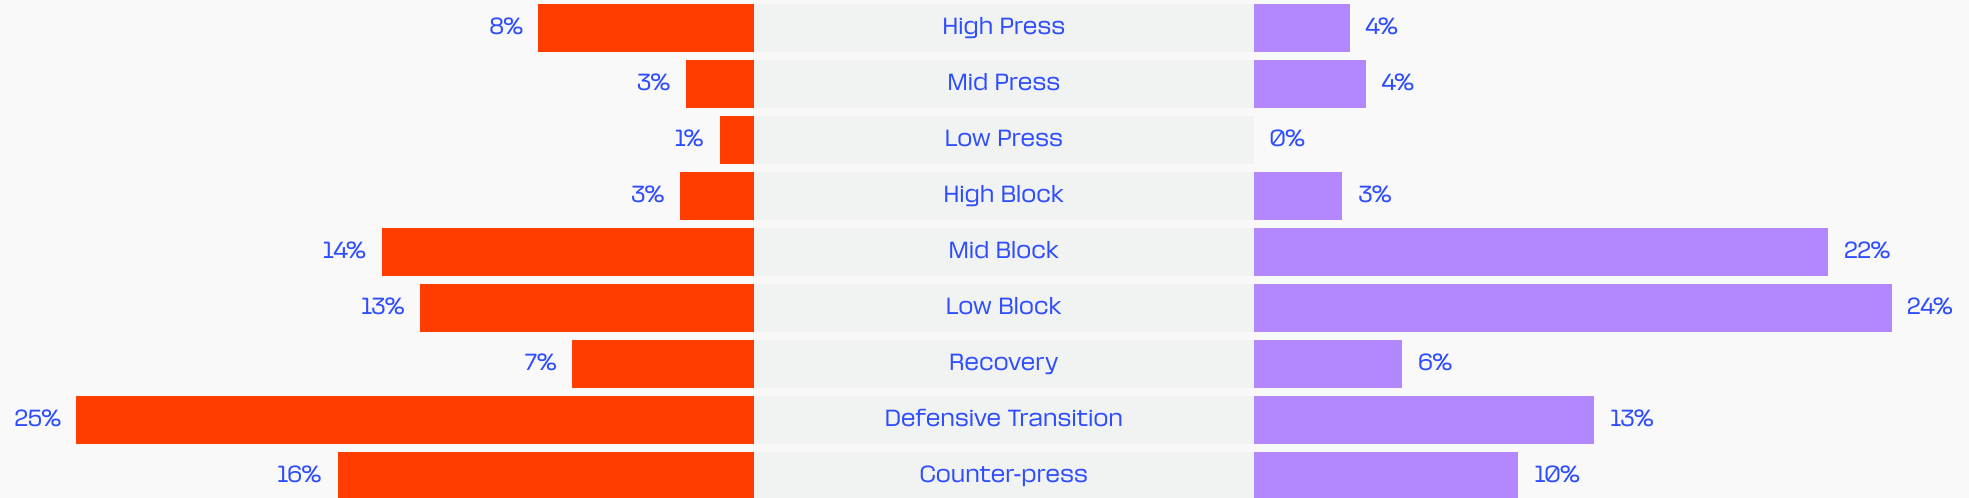 8% High Press 4%
3% Mid Press 4%
1% Low Press 0%
3% High Block 3%
14% Mid Block 22%
13% Low Block 24%
7% Recovery 6%
25% Defensive Transition 13%
16% Counter-press 10%